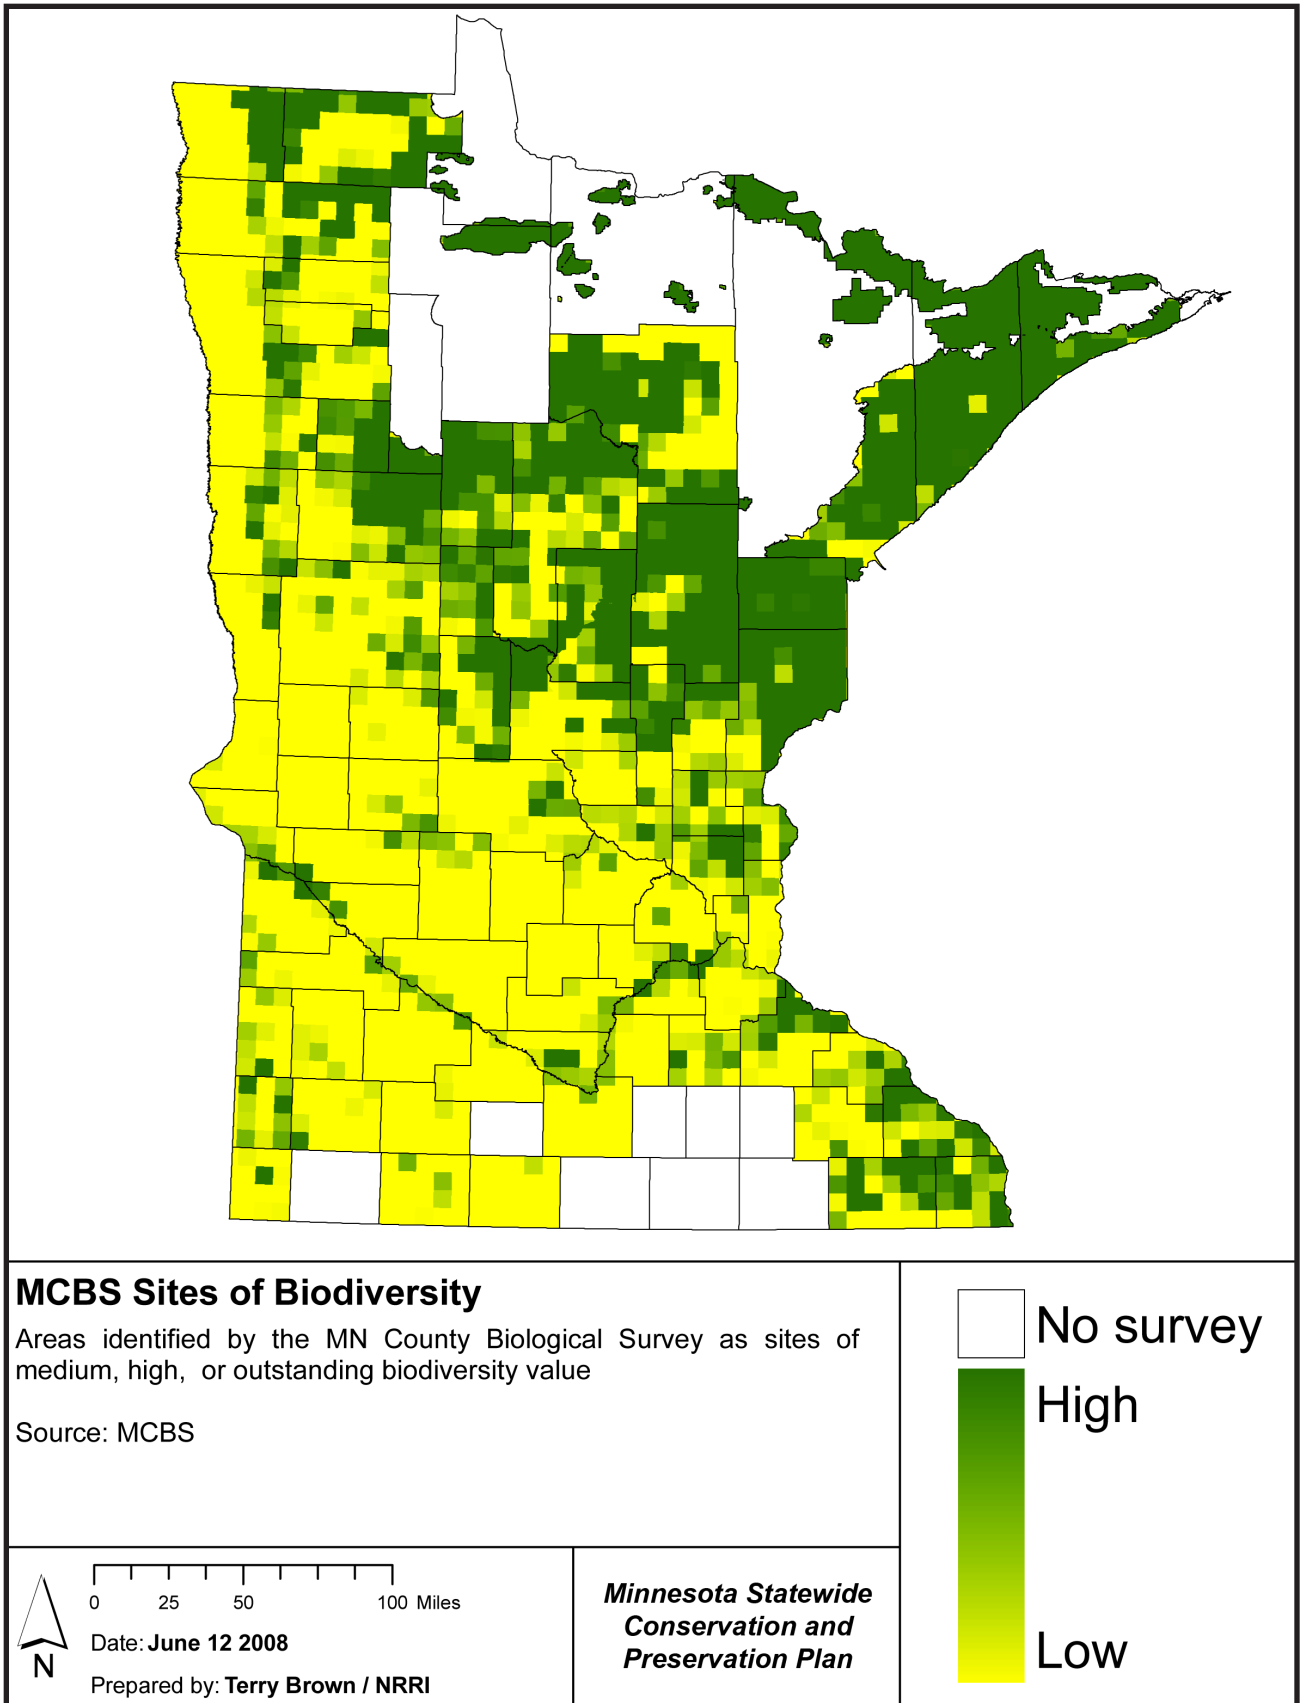 MCBS Sites of Biodiversity
Areas identified by the MN County Biological Survey as sites of
medium, high, or outstanding biodiversity value
Source: MCBS
No survey
High
Low
0 25 50 100 Miles
N
Date: June 12 2008
Prepared by: Terry Brown / NRRI
Minnesota Statewide
Conservation and
Preservation Plan